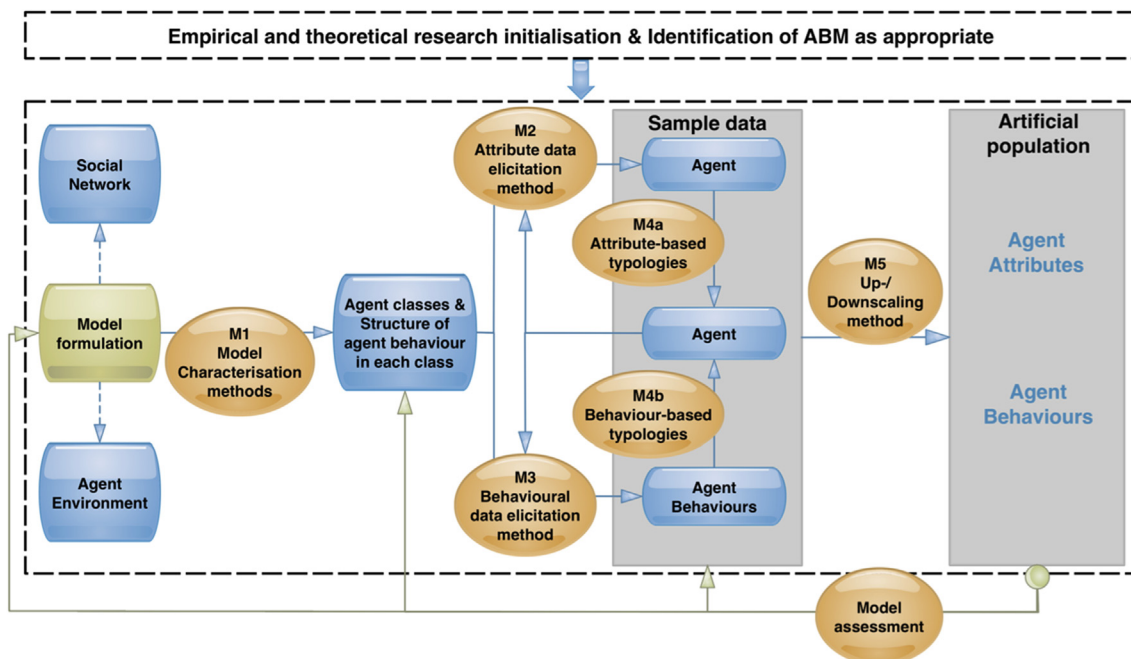 Empirical and theoretical research initialisation & Identification of ABM as appropriate
Social
Network
Model
formulation
Agent
Environment
M1
Model
Characterisation
methods
Agent classes &
Structure of
agent behaviour
in each class
M2
Attribute data
elicitation
method
M3
Behavioural
data elicitation
method
Sample data
Agent
M4a
Attribute-based
typologies
Agent
M4b
Behaviour-based
typologies
Agent
Behaviours
M5
Up-/
Downscaling
method
Artificial
population
Agent
Attributes
Agent
Behaviours
Model
assessment